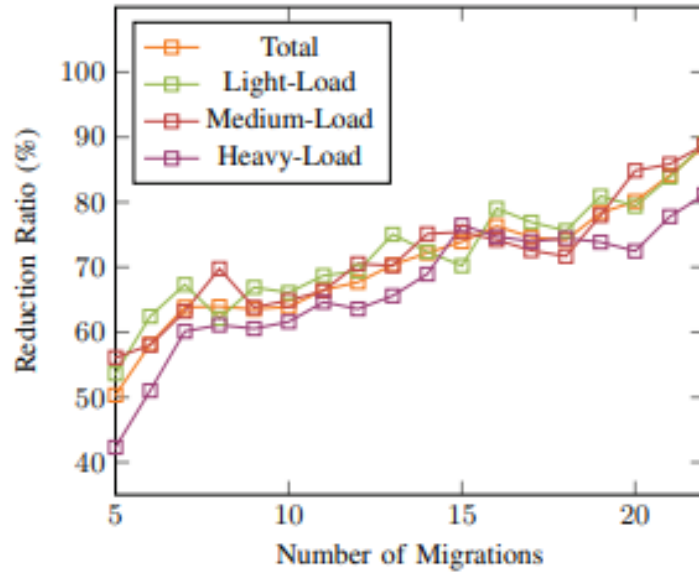 Total
Light-Load
Medium-Load
Heavy-Load
100
90
80
70
60
50
40
Reduction Ratio (%)
5
10
15
20
Number of Migrations